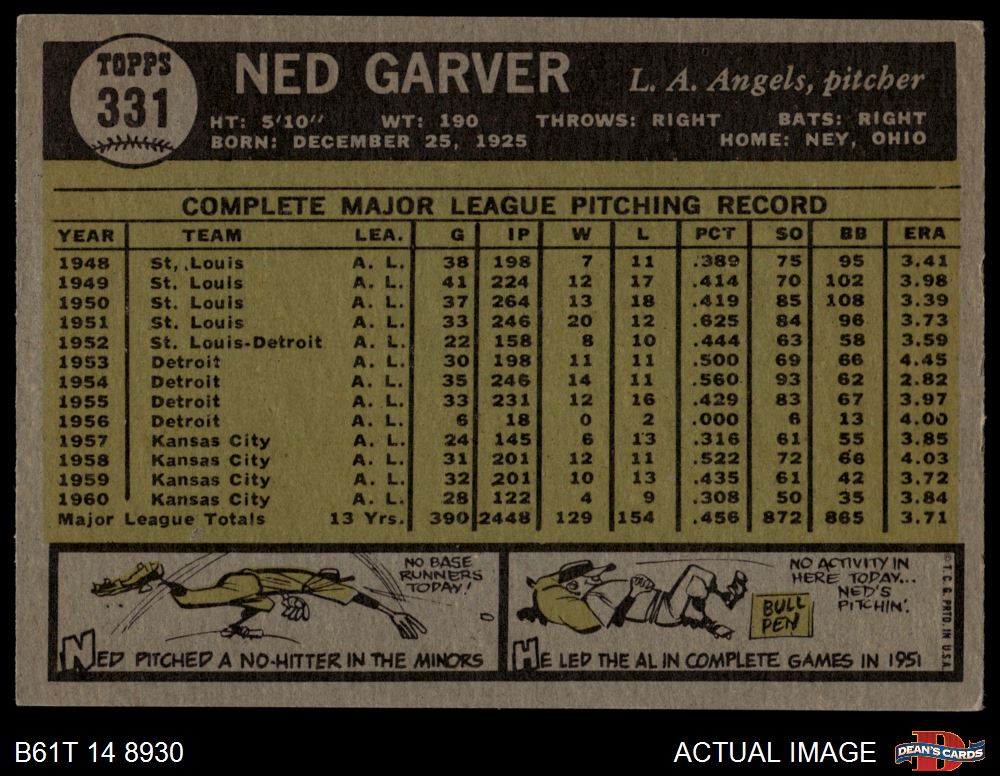 TOPPS
331
NED GARVER
L. A. Angels, pitcher
HT: 5'10" WT: 190 THROWS: RIGHT BATS: RIGHT
BORN: DECEMBER 25, 1925 HOME: NEY, OHIO
COMPLETE MAJOR LEAGUE PITCHING RECORD
YEAR TEAM LEA. G IP W L PCT SO BB ERA
1948 St. Louis A. L. 38 198 7 11 .389 75 95 3.41
1949 St. Louis A. L. 41 224 12 17 .414 70 102 3.98
1950 St. Louis A. L. 37 264 13 18 .419 85 108 3.39
1951 St. Louis A. L. 33 246 20 12 .625 84 96 3.73
1952 St. Louis-Detroit A. L. 22 158 8 10 .444 63 58 3.59
1953 Detroit A. L. 30 198 11 11 .500 69 66 4.45
1954 Detroit A. L. 35 246 14 11 .560 93 62 2.82
1955 Detroit A. L. 33 231 12 16 .429 83 67 3.97
1956 Detroit A. L. 6 18 0 2 .000 6 13 4.00
1957 Kansas City A. L. 24 145 6 13 .316 61 55 3.85
1958 Kansas City A. L. 31 201 12 11 .522 72 66 4.03
1959 Kansas City A. L. 32 201 10 13 .435 61 42 3.72
1960 Kansas City A. L. 28 122 4 9 .308 50 35 3.84
Major League Totals 13 Yrs. 390 2448 129 154 .456 872 865 3.71
NO BASE
RUNNERS
TODAY!
NED PITCHED A NO-HITTER IN THE MINORS
NO ACTIVITY IN
HERE TODAY...
NED'S
PITCHIN'.
BULL
PEN
HE LED THE AL IN COMPLETE GAMES IN 1951
© T. C. G. PRTD. IN U.S.A.
B61T 14 8930
ACTUAL IMAGE
D
DEAN'S CARDS